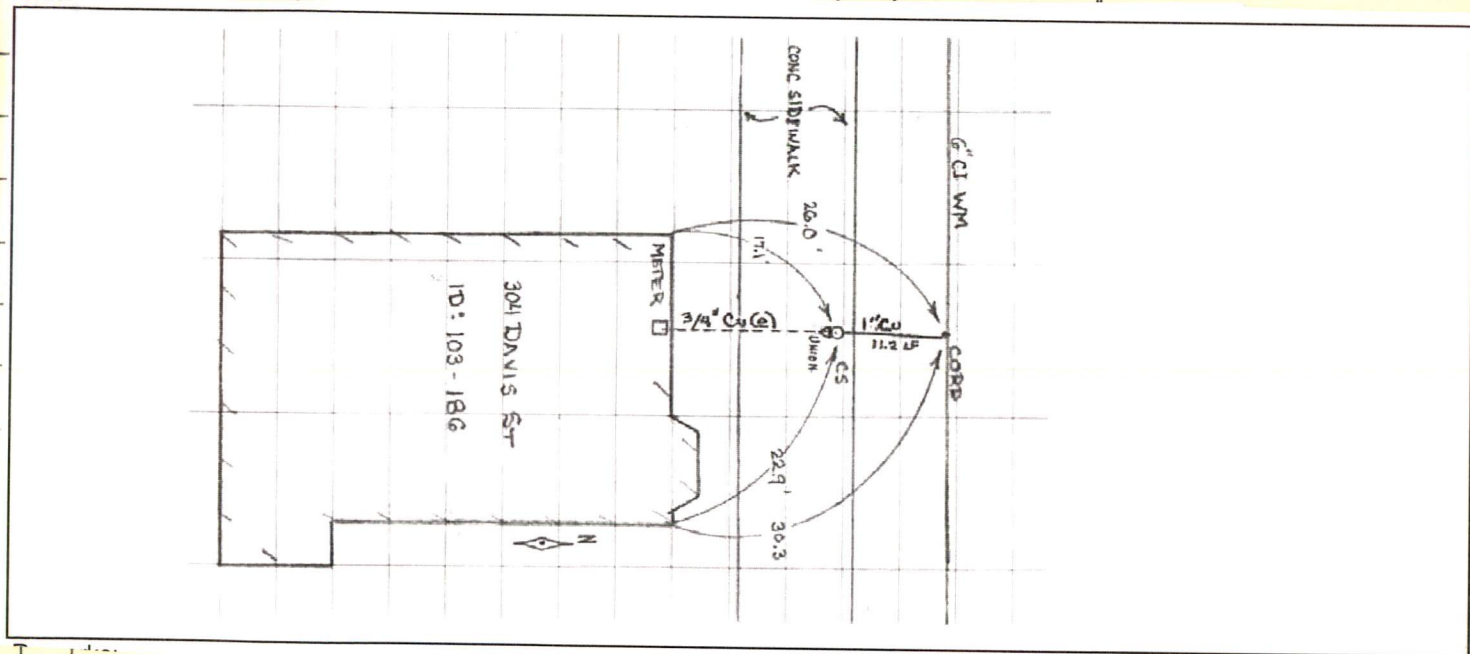 CONC SIDEWALK
6" CI WM
26.0'
17.1'
METER
3/4" CU (e)
1" CU
11.2 LF
UNION
CS
CORP
304 DAVIS ST
ID: 103-186
22.9'
30.3
N